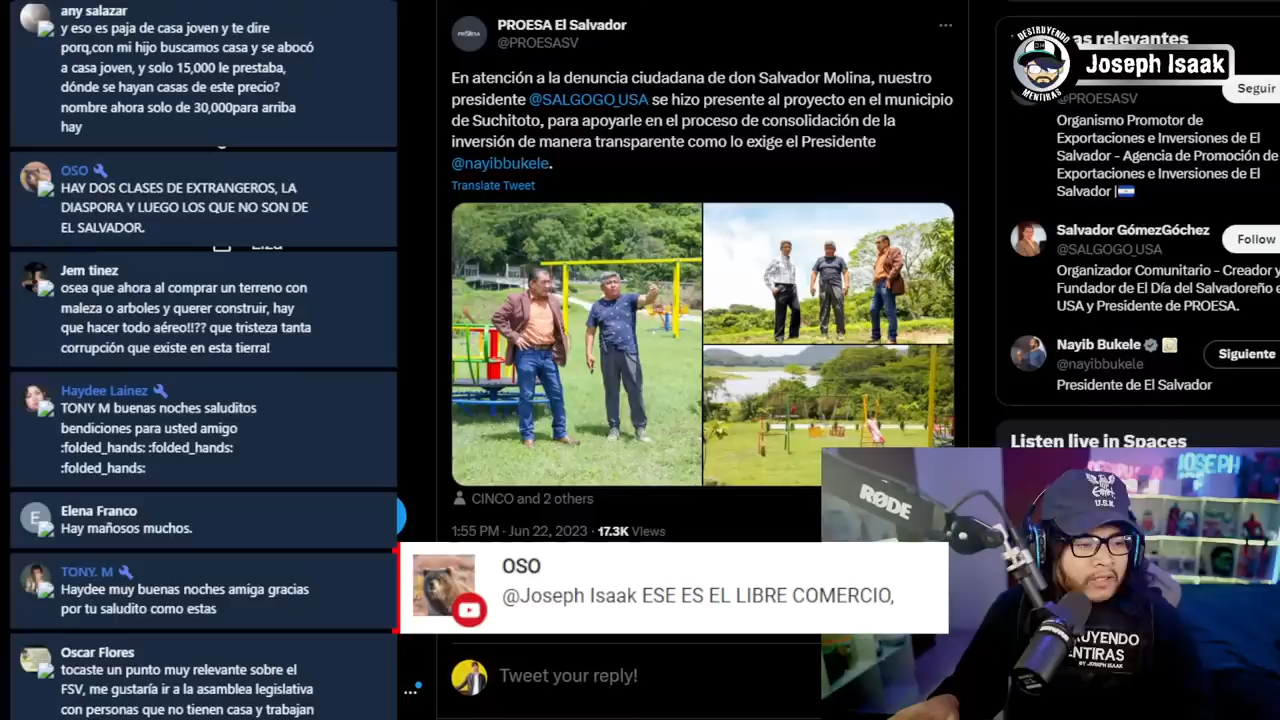 any salazar
y eso es paja de casa joven y te dire
porq,con mi hijo buscamos casa y se abocó
a casa joven, y solo 15,000 le prestaba,
dónde se hayan casas de este precio?
nombre ahora solo de 30,000para arriba
hay
OSO
HAY DOS CLASES DE EXTRANGEROS, LA
DIASPORA Y LUEGO LOS QUE NO SON DE
EL SALVADOR.
Jem tinez
osea que ahora al comprar un terreno con
maleza o arboles y querer construir, hay
que hacer todo aéreo!!?? que tristeza tanta
corrupción que existe en esta tierra!
Haydee Lainez
TONY M buenas noches saluditos
bendiciones para usted amigo
:folded_hands: :folded_hands:
:folded_hands:
Elena Franco
E
Hay mañosos muchos.
TONY. M
Haydee muy buenas noches amiga gracias
por tu saludito como estas
Oscar Flores
tocaste un punto muy relevante sobre el
FSV, me gustaría ir a la asamblea legislativa
con personas que no tienen casa y trabajan
PROESA El Salvador
@PROESASV
En atención a la denuncia ciudadana de don Salvador Molina, nuestro
presidente @SALGOGO_USA se hizo presente al proyecto en el municipio
de Suchitoto, para apoyarle en el proceso de consolidación de la
inversión de manera transparente como lo exige el Presidente
@nayibbukele.
Translate Tweet
CINCO and 2 others
1:55 PM · Jun 22, 2023 · 17.3K Views
OSO
@Joseph Isaak ESE ES EL LIBRE COMERCIO,
Tweet your reply!
as relevantes
DESTRUYENDO
MENTIRAS
Joseph Isaak
Seguir
@PROESASV
Organismo Promotor de
Exportaciones e Inversiones de El
Salvador - Agencia de Promoción de
Exportaciones e Inversiones de El
Salvador |
Salvador GómezGóchez
@SALGOGO_USA
Follow
Organizador Comunitario - Creador y
Fundador de El Día del Salvadoreño e
USA y Presidente de PROESA.
Nayib Bukele
@nayibbukele
Siguiente
Presidente de El Salvador
Listen live in Spaces
RØDE
JOSEPH
U.S.A
RUYENDO
ENTIRAS
BY JOSEPH ISAAK